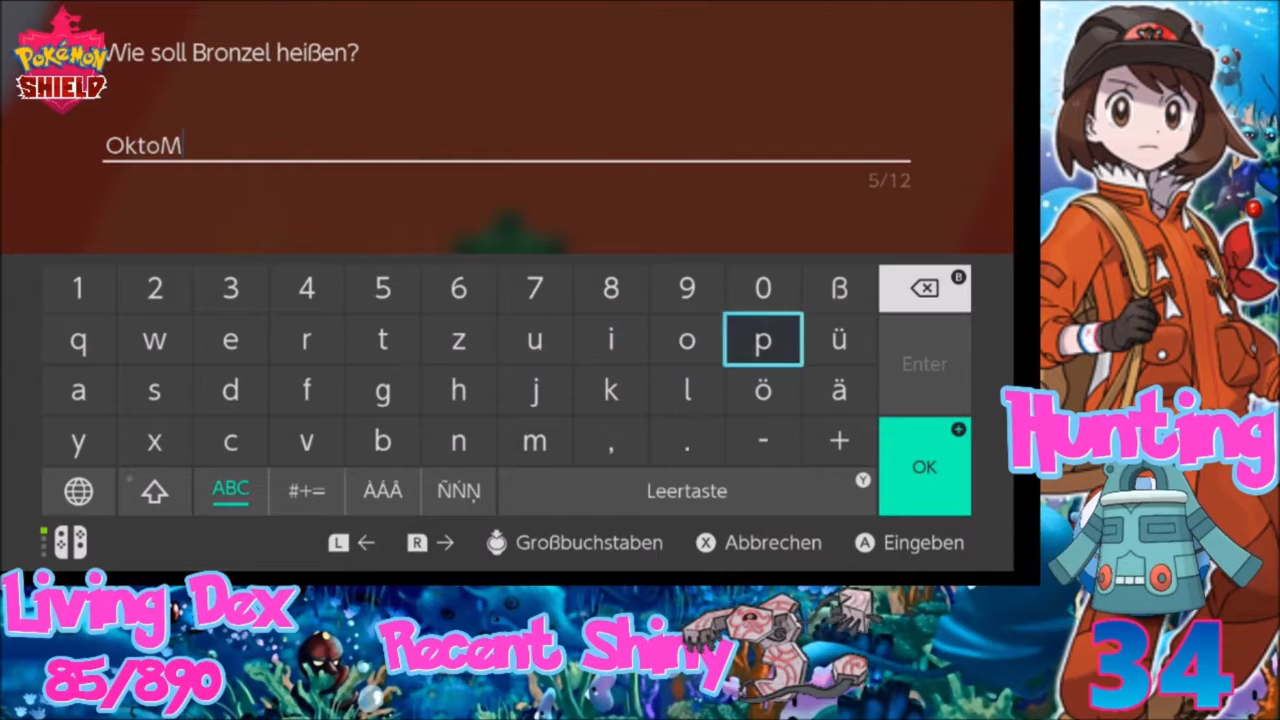 POKéMON
SHIELD
Wie soll Bronzel heißen?
OktoM
5/12
1 2 3 4 5 6 7 8 9 0 ß B
q w e r t z u i o p ü Enter
a s d f g h j k l ö ä
y x c v b n m , . - +
OK
ABC #+= ÀÁÂ ÑŃŅ Leertaste Y
L ← R → Großbuchstaben X Abbrechen A Eingeben
Hunting
34
Living Dex
85/890
Recent Shiny